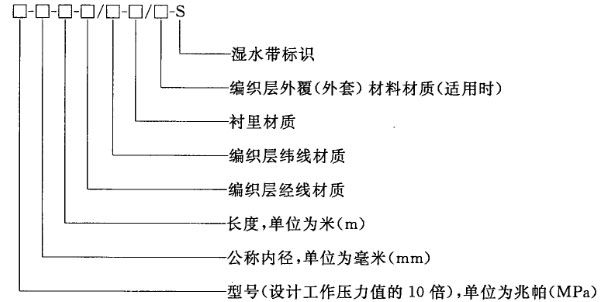 □-□-□-□/□-□/□-S
湿水带标识
编织层外覆(外套)材料材质(适用时)
衬里材质
编织层纬线材质
编织层经线材质
长度,单位为米(m)
公称内径,单位为毫米(mm)
型号(设计工作压力值的10倍),单位为兆帕(MPa)